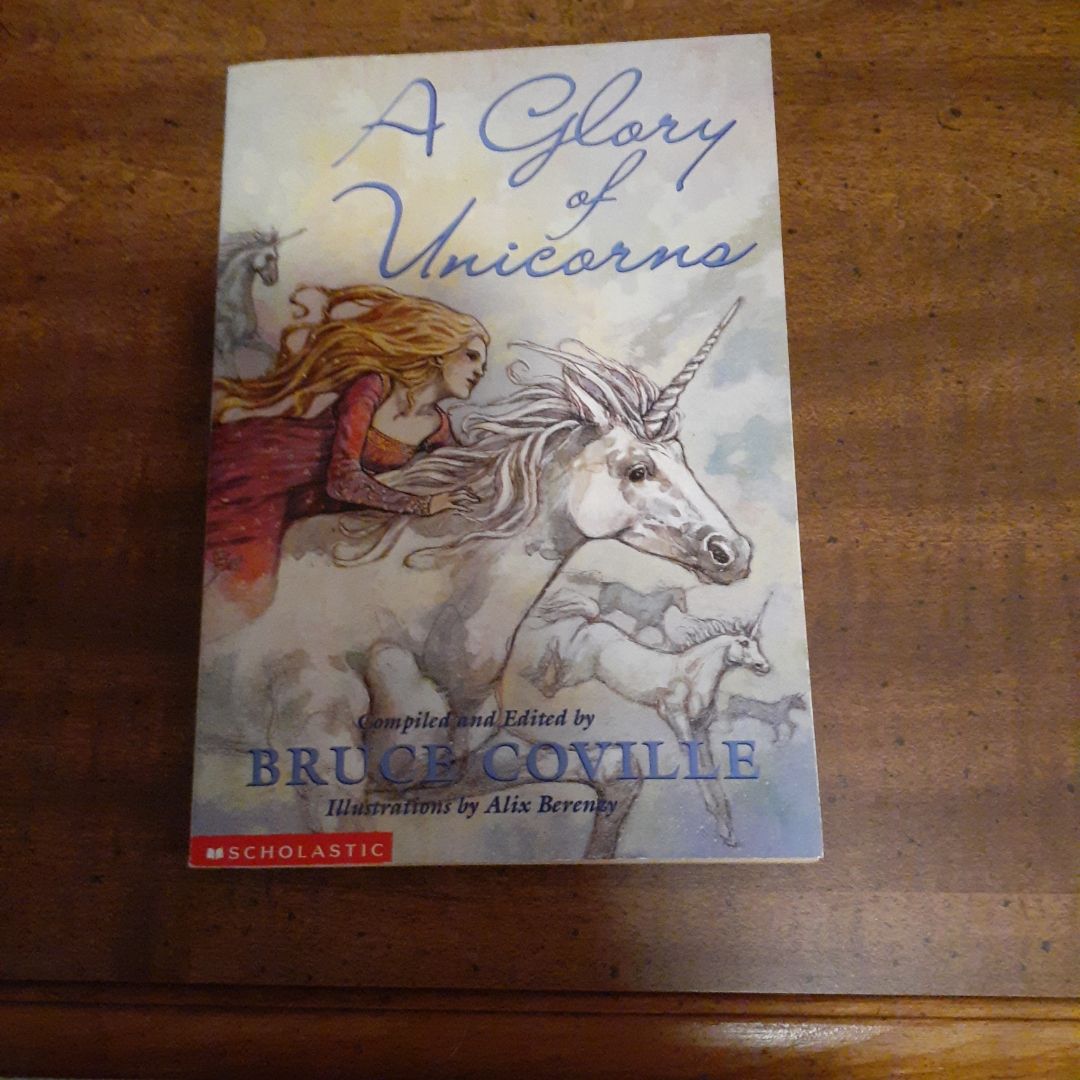 A Glory
of
Unicorns
Compiled and Edited by
BRUCE COVILLE
Illustrations by Alix Berenzy
SCHOLASTIC